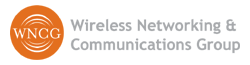 WNCG
Wireless Networking &
Communications Group